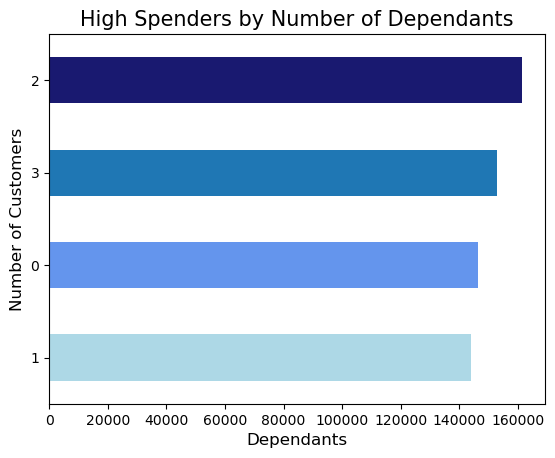 High Spenders by Number of Dependants
2
3
0
1
Number of Customers
0 20000 40000 60000 80000 100000 120000 140000 160000
Dependants